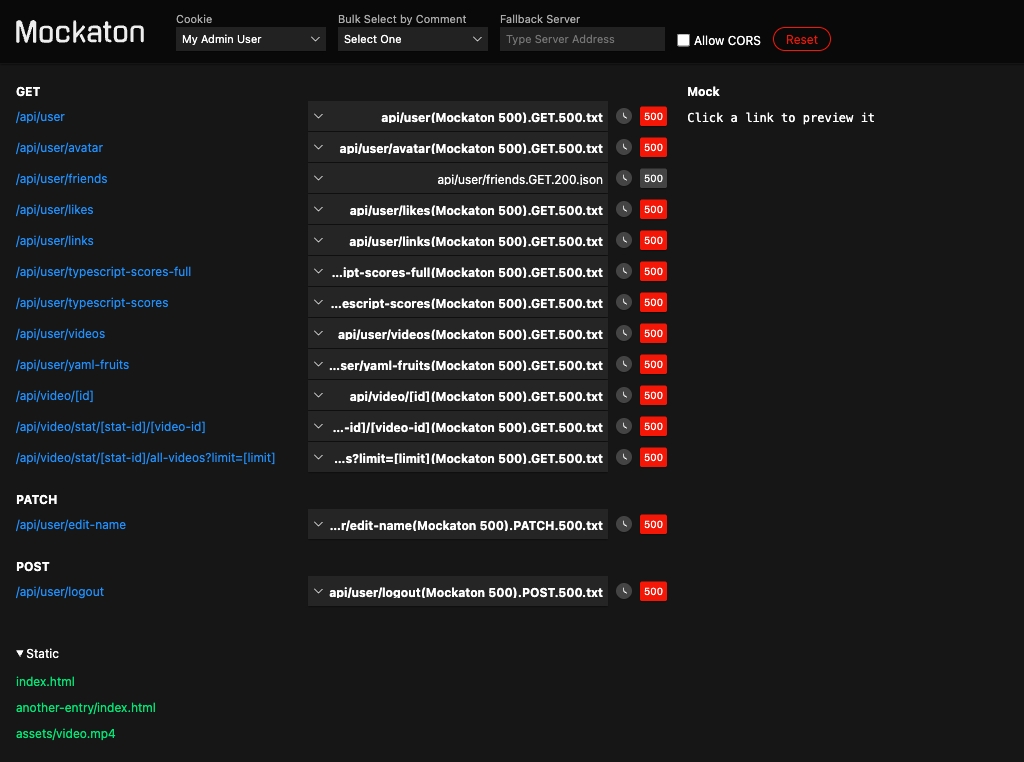 Mockaton
Cookie
My Admin User
Bulk Select by Comment
Select One
Fallback Server
Type Server Address
Allow CORS
Reset
GET
/api/user api/user(Mockaton 500).GET.500.txt 500
/api/user/avatar api/user/avatar(Mockaton 500).GET.500.txt 500
/api/user/friends api/user/friends.GET.200.json 500
/api/user/likes api/user/likes(Mockaton 500).GET.500.txt 500
/api/user/links api/user/links(Mockaton 500).GET.500.txt 500
/api/user/typescript-scores-full ...ipt-scores-full(Mockaton 500).GET.500.txt 500
/api/user/typescript-scores ...escript-scores(Mockaton 500).GET.500.txt 500
/api/user/videos api/user/videos(Mockaton 500).GET.500.txt 500
/api/user/yaml-fruits ...ser/yaml-fruits(Mockaton 500).GET.500.txt 500
/api/video/[id] api/video/[id](Mockaton 500).GET.500.txt 500
/api/video/stat/[stat-id]/[video-id] ...-id]/[video-id](Mockaton 500).GET.500.txt 500
/api/video/stat/[stat-id]/all-videos?limit=[limit] ...s?limit=[limit](Mockaton 500).GET.500.txt 500
PATCH
/api/user/edit-name ...r/edit-name(Mockaton 500).PATCH.500.txt 500
POST
/api/user/logout api/user/logout(Mockaton 500).POST.500.txt 500
Static
index.html
another-entry/index.html
assets/video.mp4
Mock
Click a link to preview it